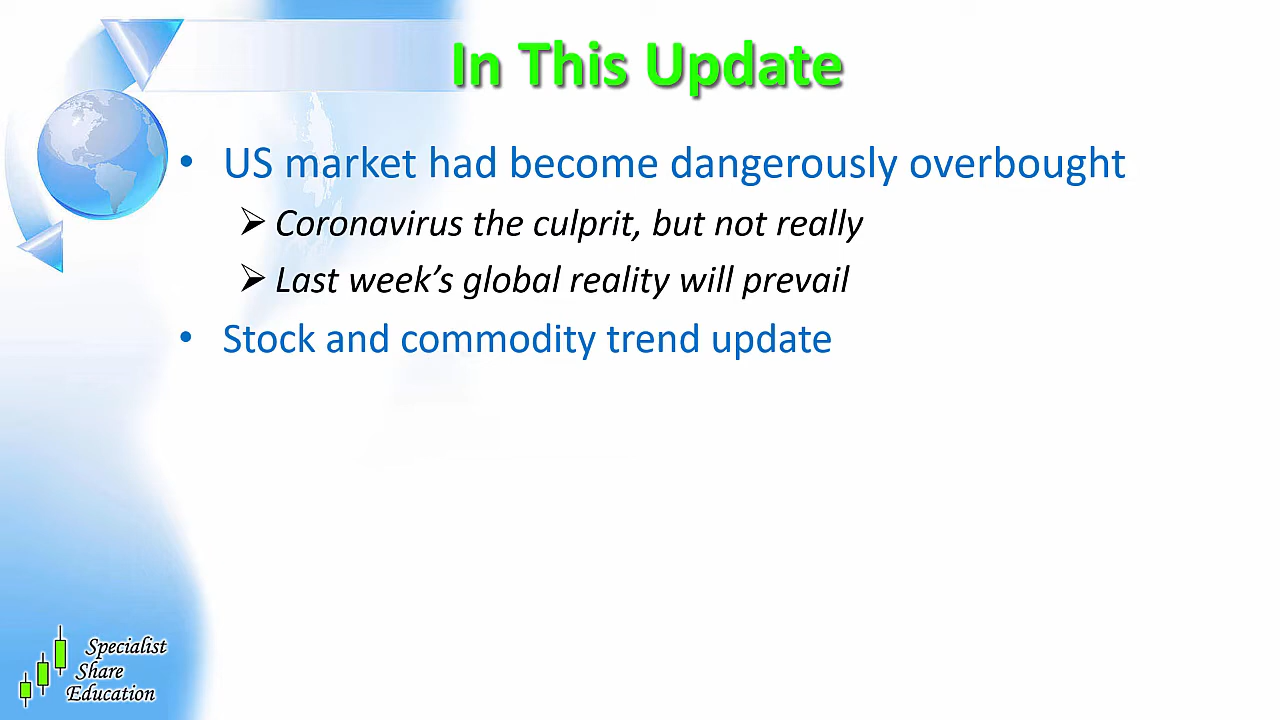 In This Update
• US market had become dangerously overbought
➢ Coronavirus the culprit, but not really
➢ Last week’s global reality will prevail
• Stock and commodity trend update
Specialist
Share
Education